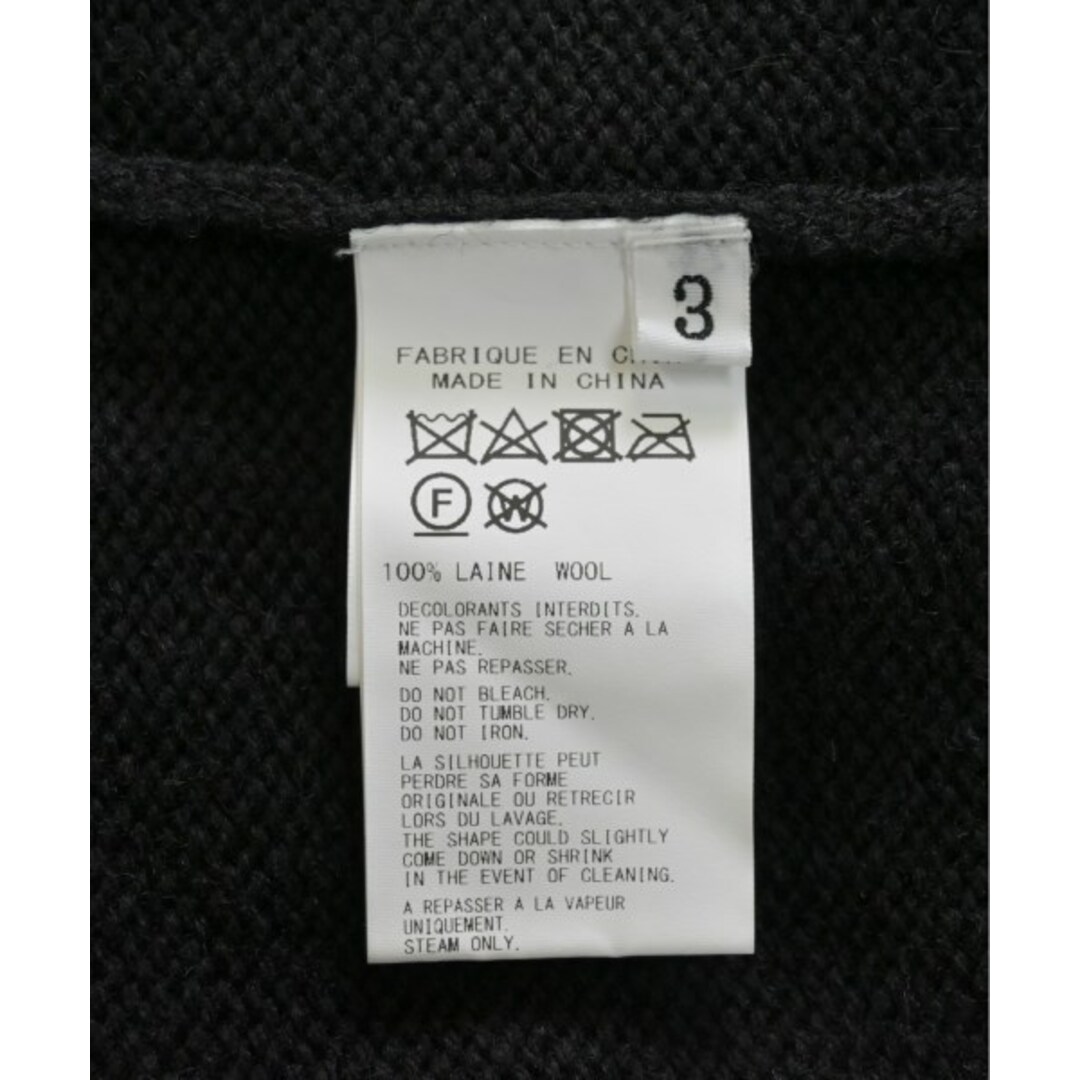 3
FABRIQUE EN
MADE IN CHINA
F W
100% LAINE WOOL
DECOLORANTS INTERDITS.
NE PAS FAIRE SECHER A LA
MACHINE.
NE PAS REPASSER.
DO NOT BLEACH.
DO NOT TUMBLE DRY.
DO NOT IRON.
LA SILHOUETTE PEUT
PERDRE SA FORME
ORIGINALE OU RETRECIR
LORS DU LAVAGE.
THE SHAPE COULD SLIGHTLY
COME DOWN OR SHRINK
IN THE EVENT OF CLEANING.
A REPASSER A LA VAPEUR
UNIQUEMENT.
STEAM ONLY.